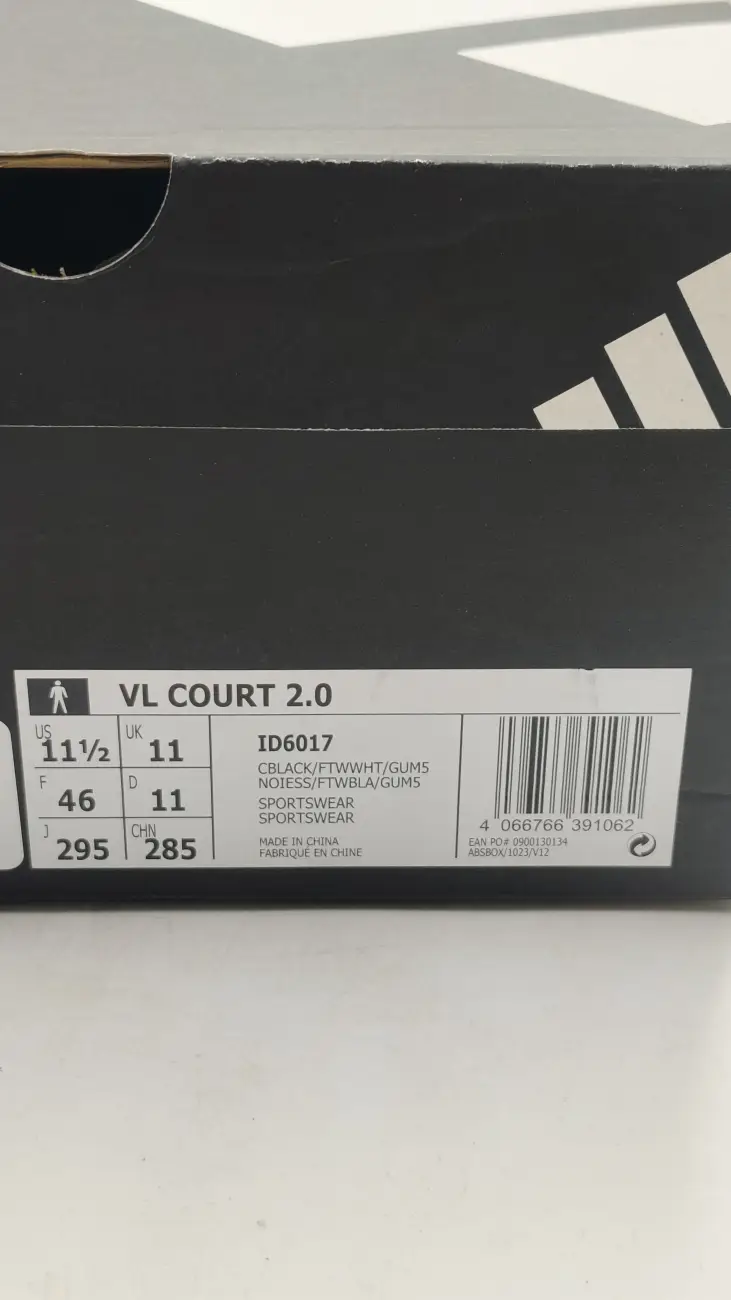 VL COURT 2.0
US 11½ UK 11
F 46 D 11
J 295 CHN 285
ID6017
CBLACK/FTWWHT/GUM5
NOIESS/FTWBLA/GUM5
SPORTSWEAR
SPORTSWEAR
MADE IN CHINA
FABRIQUÉ EN CHINE
4 066766 391062
EAN PO# 0900130134
ABSBOX/1023/V12